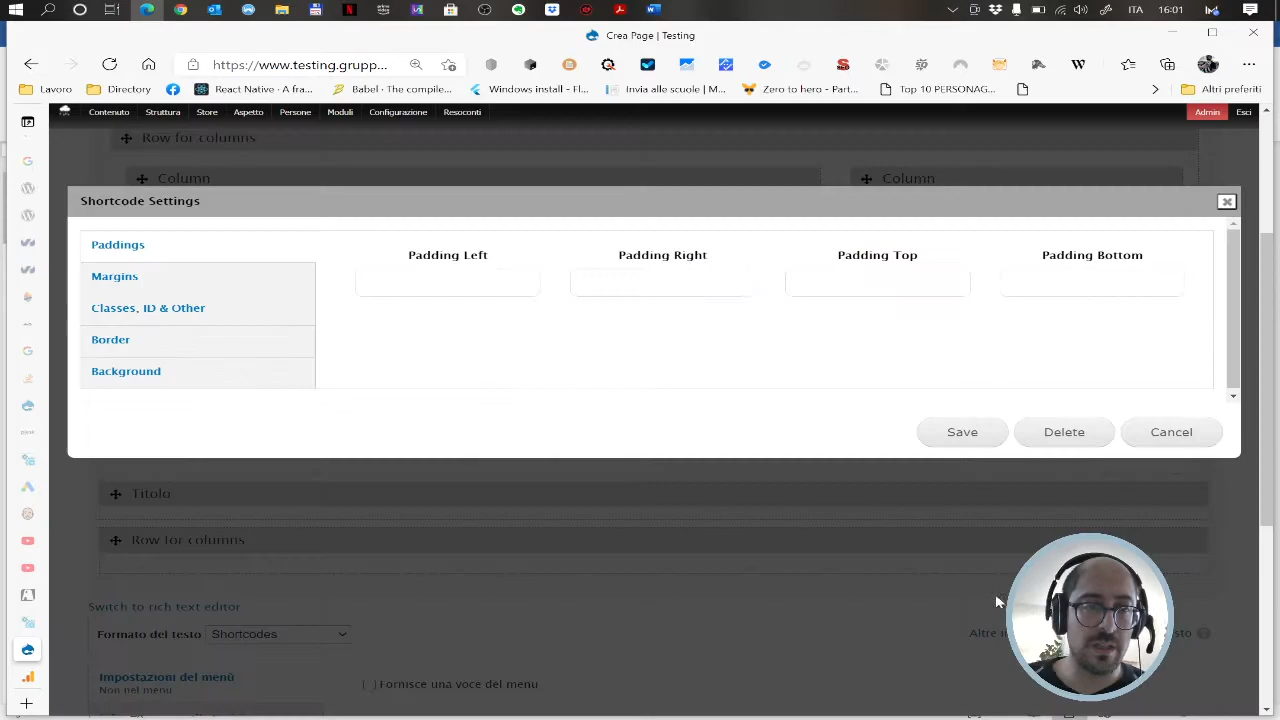 ITA 16:01
Crea Page | Testing
https://www.testing.grupp...
Lavoro Directory React Native · A fra... Babel · The compile... Windows install - Fl... Invia alle scuole | M... Zero to hero - Part... Top 10 PERSONAG... Altri preferiti
Contenuto Struttura Store Aspetto Persone Moduli Configurazione Resoconti Admin Esci
Row for columns
Column Column
Shortcode Settings
Paddings
Margins
Classes, ID & Other
Border
Background
Padding Left Padding Right Padding Top Padding Bottom
Save Delete Cancel
Titolo
Row for columns
Switch to rich text editor
Formato del testo Shortcodes
Impostazioni del menù
Non nel menu
Fornisce una voce del menu